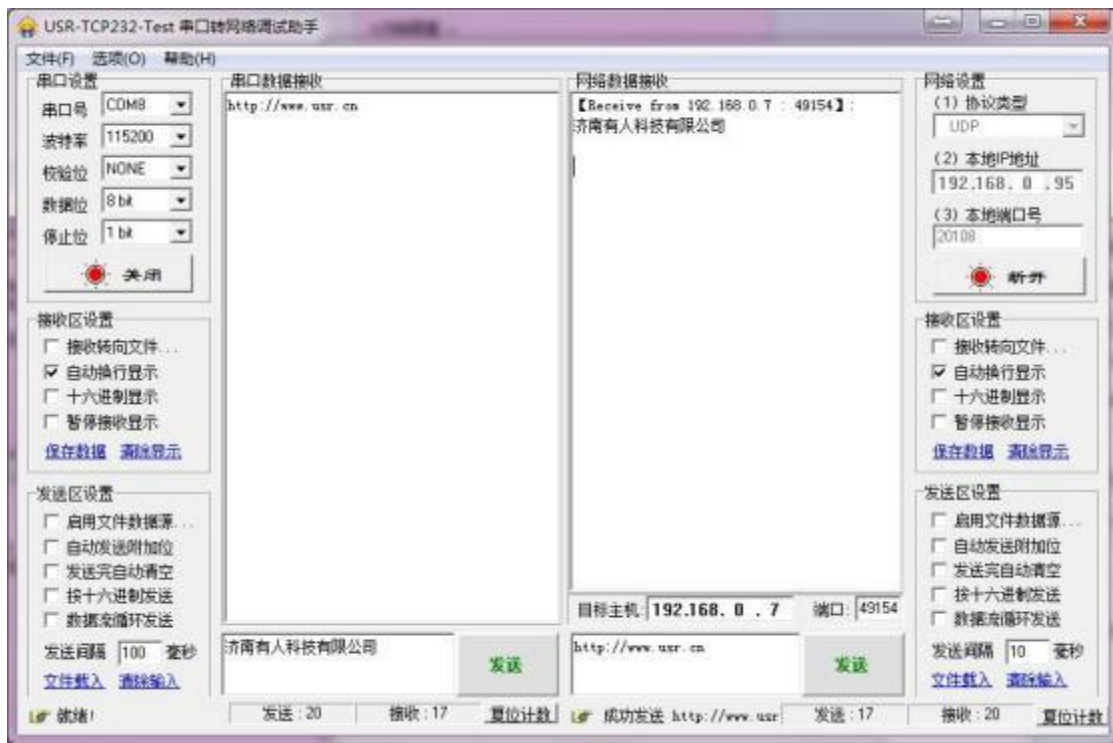 USR-TCP232-Test 串口转网络调试助手
文件(F) 选项(O) 帮助(H)
串口设置
串口号 COM8
波特率 115200
校验位 NONE
数据位 8 bit
停止位 1 bit
关闭
接收区设置
接收转向文件...
自动换行显示
十六进制显示
暂停接收显示
保存数据 清除显示
发送区设置
启用文件数据源...
自动发送附加位
发送完自动清空
按十六进制发送
数据流循环发送
发送间隔 100 毫秒
文件载入 清除输入
串口数据接收
http://www.usr.cn
济南有人科技有限公司
发送
网络数据接收
【Receive from 192.168.0.7 : 49154】:
济南有人科技有限公司
目标主机: 192.168. 0 . 7 端口: 49154
http://www.usr.cn
发送
网络设置
(1) 协议类型
UDP
(2) 本地IP地址
192.168. 0 .95
(3) 本地端口号
20108
断开
接收区设置
接收转向文件...
自动换行显示
十六进制显示
暂停接收显示
保存数据 清除显示
发送区设置
启用文件数据源...
自动发送附加位
发送完自动清空
按十六进制发送
数据流循环发送
发送间隔 10 毫秒
文件载入 清除输入
就绪! 发送:20 接收:17 复位计数 成功发送 http://www.usr 发送:17 接收:20 复位计数